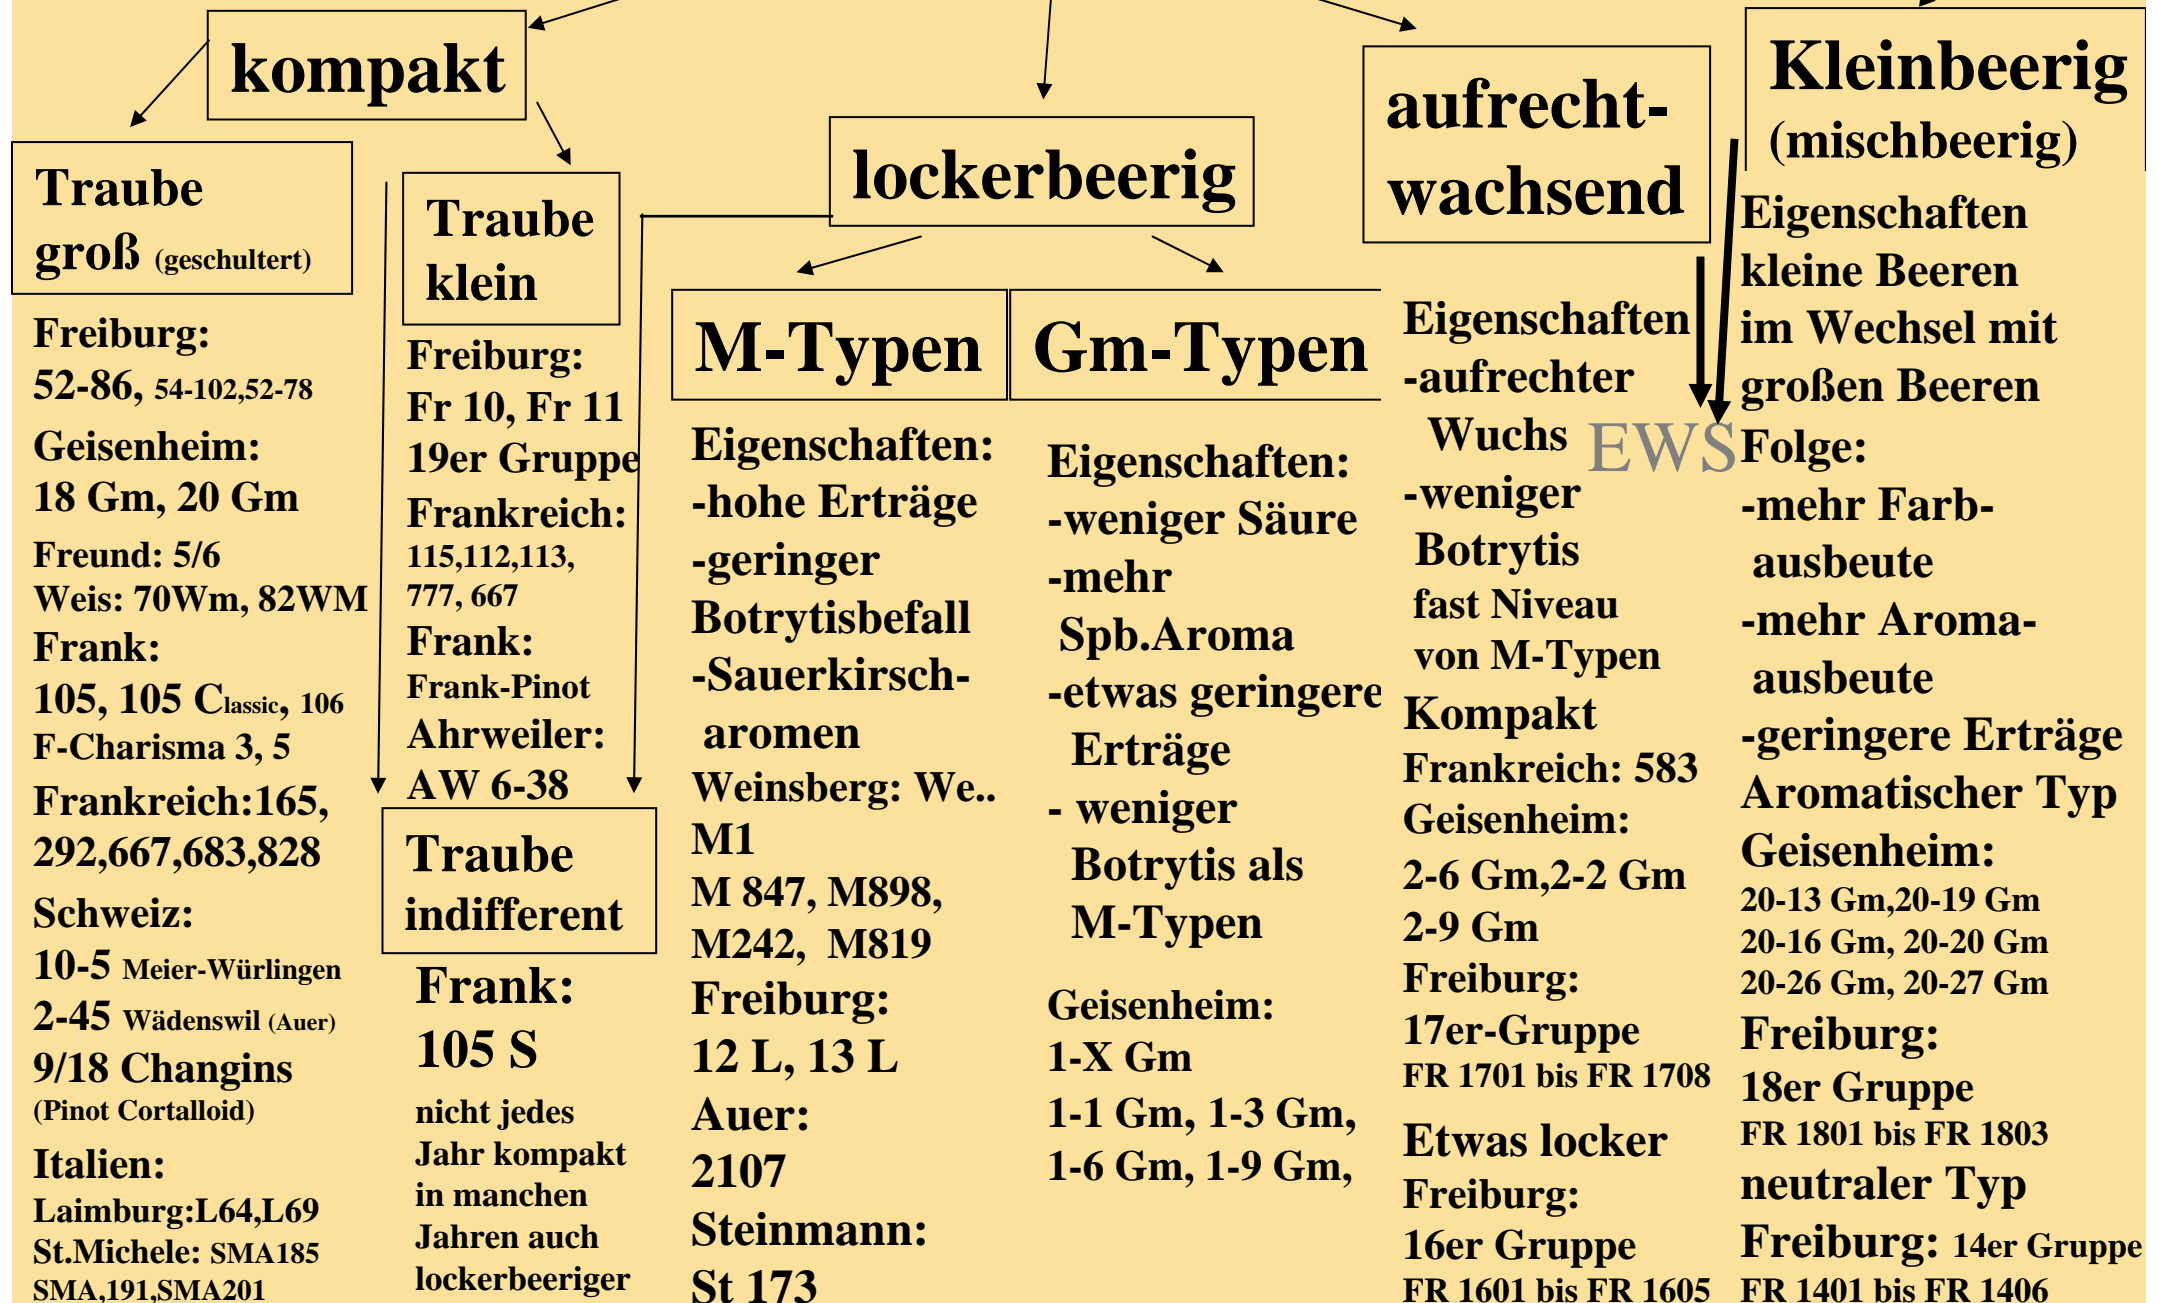 kompakt
Traube
groß (geschultert)
Freiburg:
52-86, 54-102,52-78
Geisenheim:
18 Gm, 20 Gm
Freund: 5/6
Weis: 70Wm, 82WM
Frank:
105, 105 Classic, 106
F-Charisma 3, 5
Frankreich:165,
292,667,683,828
Schweiz:
10-5 Meier-Würlingen
2-45 Wädenswil (Auer)
9/18 Changins
(Pinot Cortalloid)
Italien:
Laimburg:L64,L69
St.Michele: SMA185
SMA,191,SMA201
Traube
klein
Freiburg:
Fr 10, Fr 11
19er Gruppe
Frankreich:
115,112,113,
777, 667
Frank:
Frank-Pinot
Ahrweiler:
AW 6-38
Traube
indifferent
Frank:
105 S
nicht jedes
Jahr kompakt
in manchen
Jahren auch
lockerbeeriger
lockerbeerig
M-Typen
Eigenschaften:
-hohe Erträge
-geringer
Botrytisbefall
-Sauerkirsch-
aromen
Weinsberg: We..
M1
M 847, M898,
M242, M819
Freiburg:
12 L, 13 L
Auer:
2107
Steinmann:
St 173
Gm-Typen
Eigenschaften:
-weniger Säure
-mehr
Spb.Aroma
-etwas geringere
Erträge
- weniger
Botrytis als
M-Typen
Geisenheim:
1-X Gm
1-1 Gm, 1-3 Gm,
1-6 Gm, 1-9 Gm,
aufrecht-
wachsend
Eigenschaften
-aufrechter
Wuchs
-weniger
Botrytis
fast Niveau
von M-Typen
Kompakt
Frankreich: 583
Geisenheim:
2-6 Gm,2-2 Gm
2-9 Gm
Freiburg:
17er-Gruppe
FR 1701 bis FR 1708
Etwas locker
Freiburg:
16er Gruppe
FR 1601 bis FR 1605
EWS
Kleinbeerig
(mischbeerig)
Eigenschaften
kleine Beeren
im Wechsel mit
großen Beeren
Folge:
-mehr Farb-
ausbeute
-mehr Aroma-
ausbeute
-geringere Erträge
Aromatischer Typ
Geisenheim:
20-13 Gm,20-19 Gm
20-16 Gm, 20-20 Gm
20-26 Gm, 20-27 Gm
Freiburg:
18er Gruppe
FR 1801 bis FR 1803
neutraler Typ
Freiburg: 14er Gruppe
FR 1401 bis FR 1406